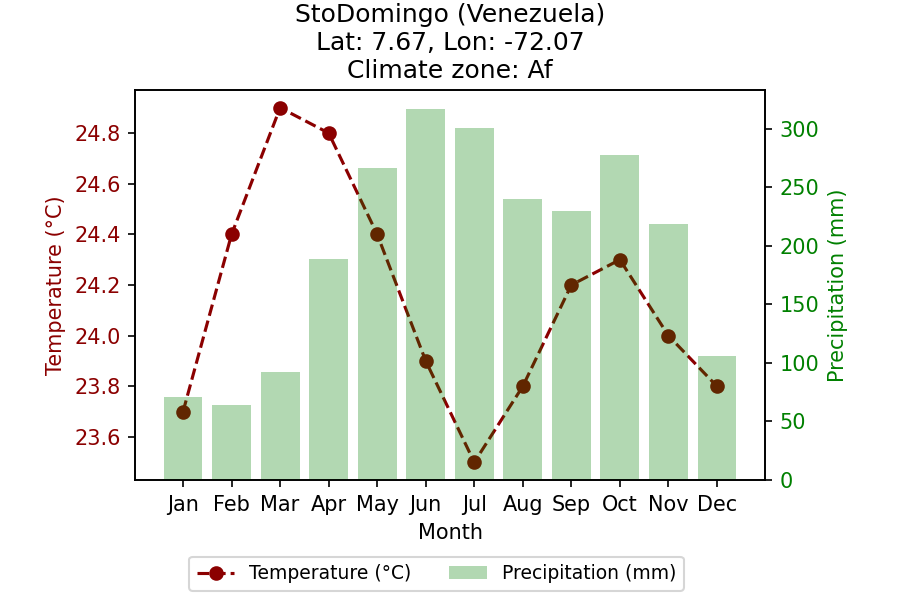 StoDomingo (Venezuela)
Lat: 7.67, Lon: -72.07
Climate zone: Af
24.8
24.6
24.4
24.2
24.0
23.8
23.6
Temperature (°C)
300
250
200
150
100
50
0
Precipitation (mm)
Jan Feb Mar Apr May Jun Jul Aug Sep Oct Nov Dec
Month
Temperature (°C) Precipitation (mm)